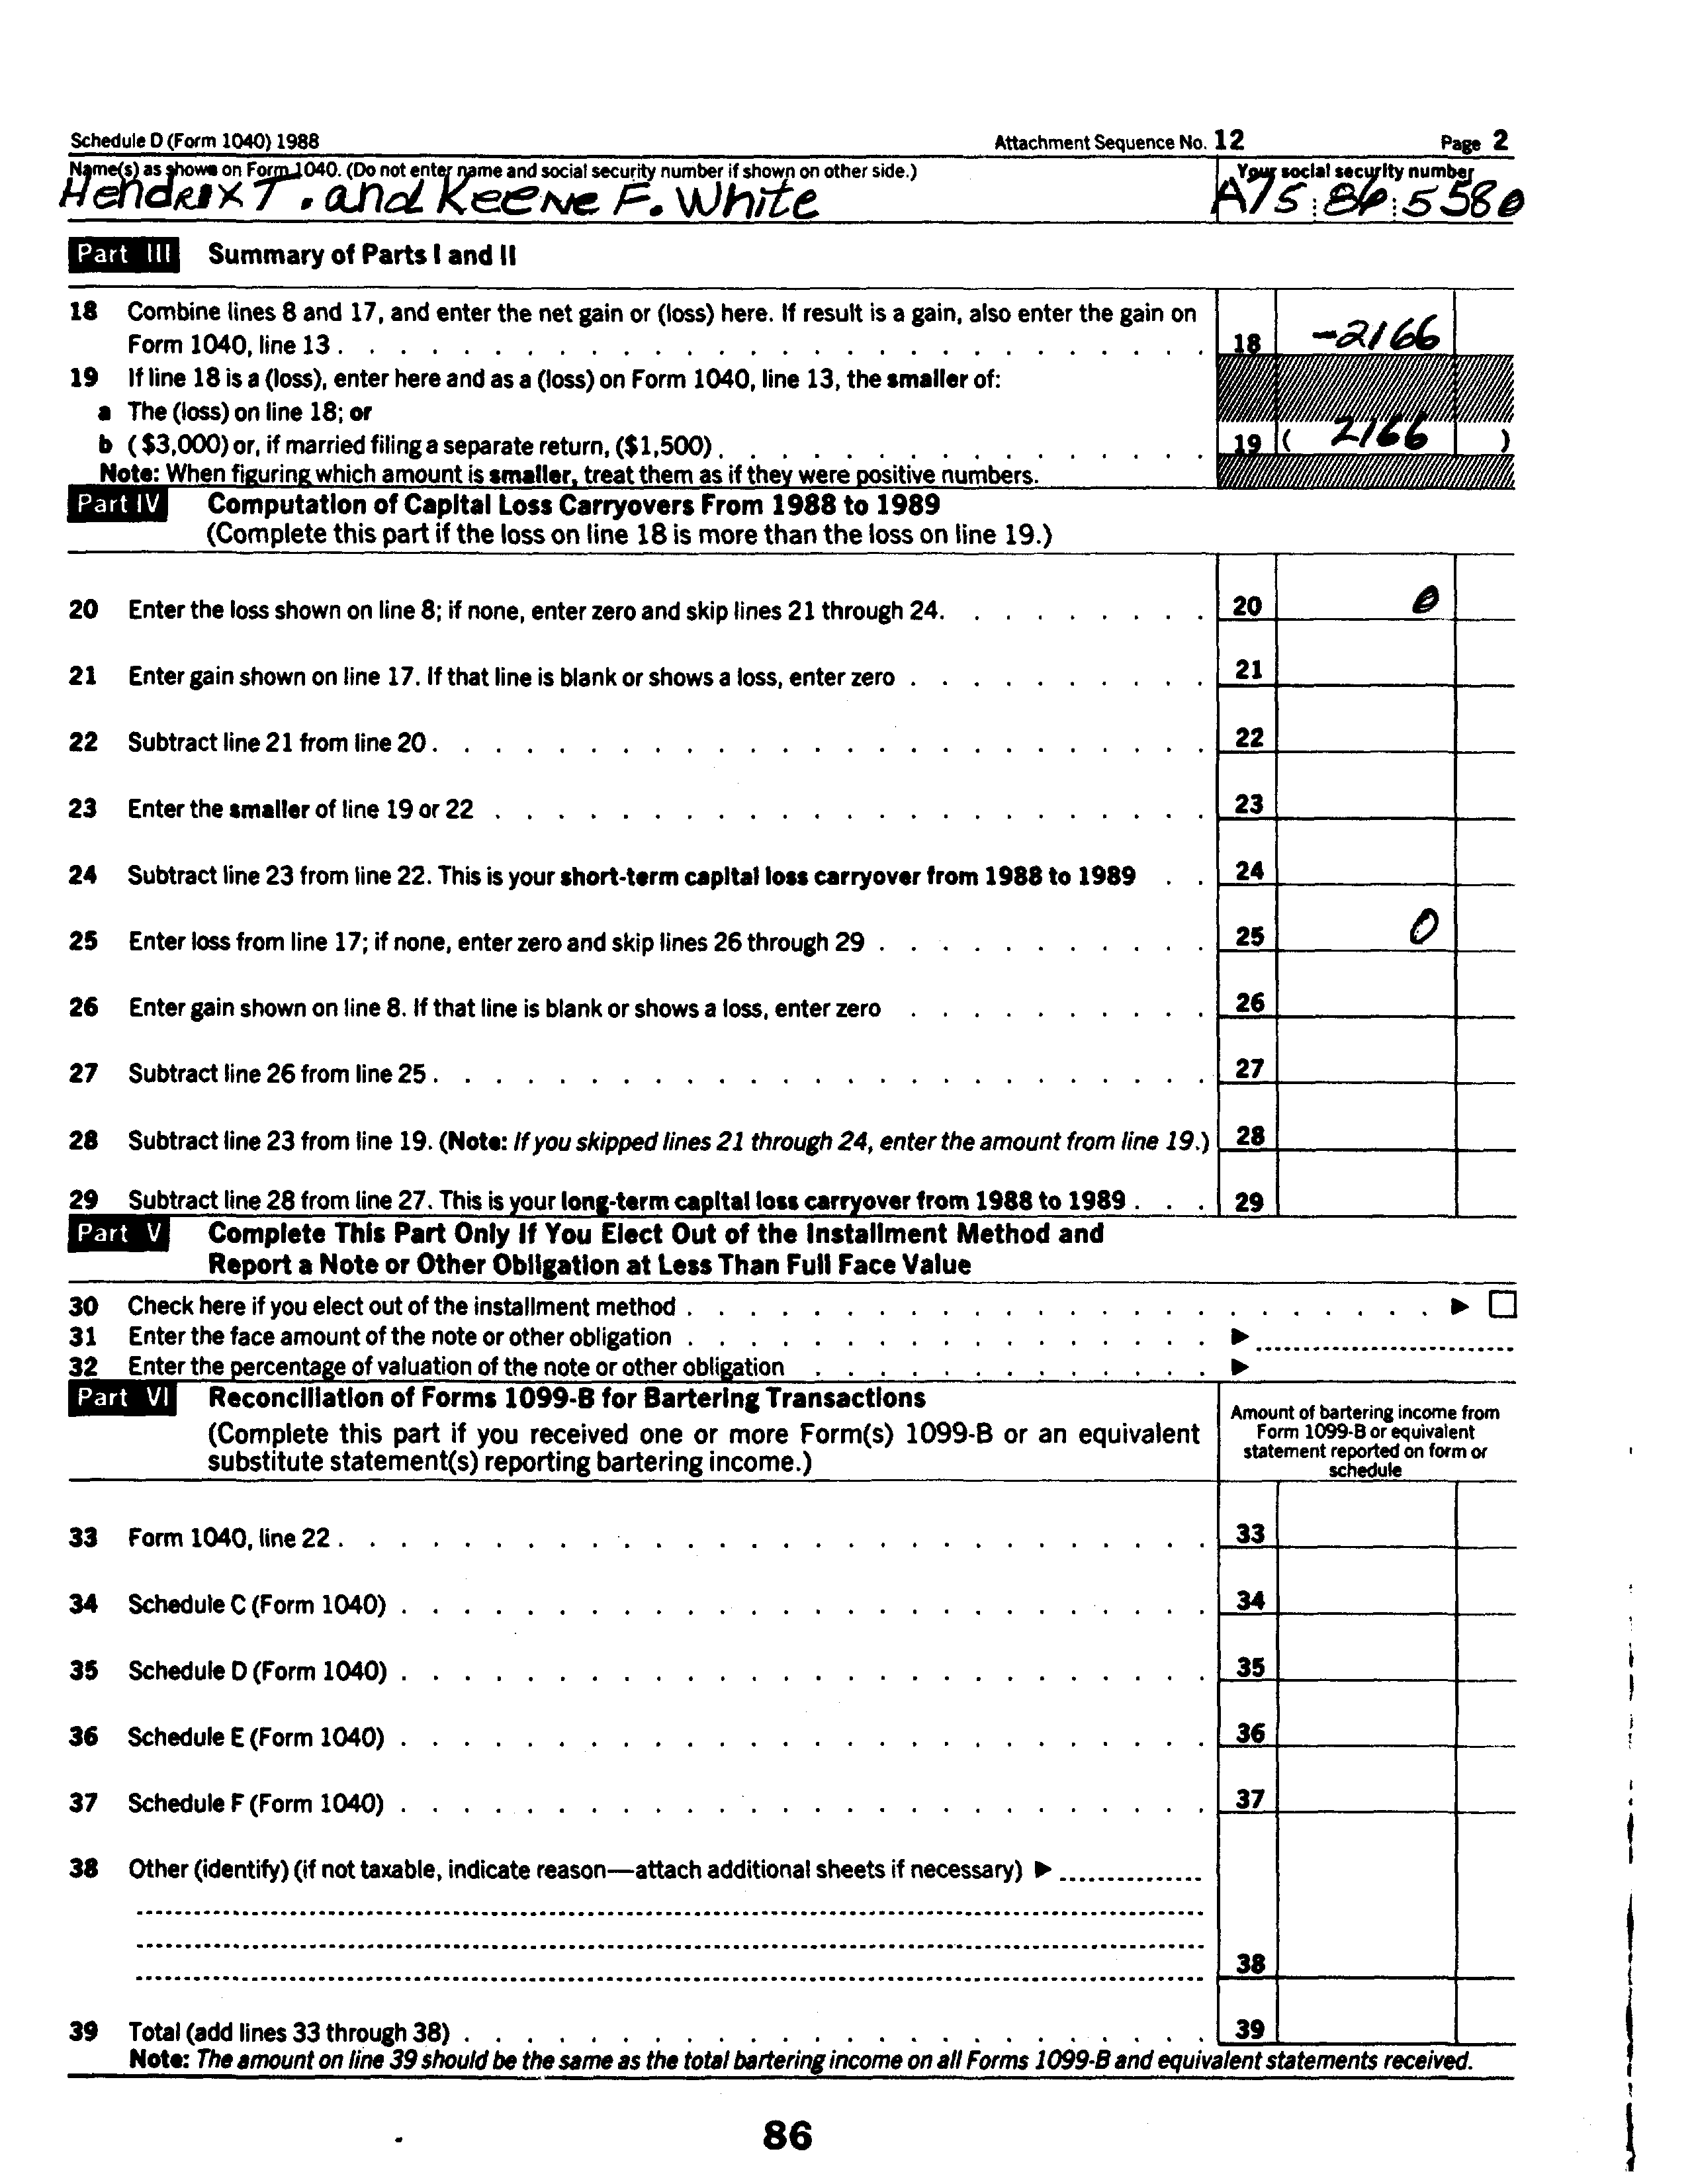 Schedule D (Form 1040) 1988 Attachment Sequence No. 12 Page 2
Name(s) as shown on Form 1040. (Do not enter name and social security number if shown on other side.) Your social security number
Hendrix T. and Keene F. White A75 86 5580
Part III Summary of Parts I and II
18 Combine lines 8 and 17, and enter the net gain or (loss) here. If result is a gain, also enter the gain on
Form 1040, line 13 . . . 18 -2166
19 If line 18 is a (loss), enter here and as a (loss) on Form 1040, line 13, the smaller of:
a The (loss) on line 18; or
b ($3,000) or, if married filing a separate return, ($1,500) . . . 19 ( 2166 )
Note: When figuring which amount is smaller, treat them as if they were positive numbers.
Part IV Computation of Capital Loss Carryovers From 1988 to 1989
(Complete this part if the loss on line 18 is more than the loss on line 19.)
20 Enter the loss shown on line 8; if none, enter zero and skip lines 21 through 24. . . . 20 0
21 Enter gain shown on line 17. If that line is blank or shows a loss, enter zero . . . 21
22 Subtract line 21 from line 20 . . . 22
23 Enter the smaller of line 19 or 22 . . . 23
24 Subtract line 23 from line 22. This is your short-term capital loss carryover from 1988 to 1989 . . 24
25 Enter loss from line 17; if none, enter zero and skip lines 26 through 29 . . . 25 0
26 Enter gain shown on line 8. If that line is blank or shows a loss, enter zero . . . 26
27 Subtract line 26 from line 25 . . . 27
28 Subtract line 23 from line 19. (Note: If you skipped lines 21 through 24, enter the amount from line 19.) 28
29 Subtract line 28 from line 27. This is your long-term capital loss carryover from 1988 to 1989 . . . 29
Part V Complete This Part Only If You Elect Out of the Installment Method and
Report a Note or Other Obligation at Less Than Full Face Value
30 Check here if you elect out of the installment method . . . ▶ ☐
31 Enter the face amount of the note or other obligation . . . ▶
32 Enter the percentage of valuation of the note or other obligation . . . ▶
Part VI Reconciliation of Forms 1099-B for Bartering Transactions
(Complete this part if you received one or more Form(s) 1099-B or an equivalent
substitute statement(s) reporting bartering income.)
Amount of bartering income from
Form 1099-B or equivalent
statement reported on form or
schedule
33 Form 1040, line 22 . . . 33
34 Schedule C (Form 1040) . . . 34
35 Schedule D (Form 1040) . . . 35
36 Schedule E (Form 1040) . . . 36
37 Schedule F (Form 1040) . . . 37
38 Other (identify) (if not taxable, indicate reason—attach additional sheets if necessary) ▶
38
39 Total (add lines 33 through 38) . . . 39
Note: The amount on line 39 should be the same as the total bartering income on all Forms 1099-B and equivalent statements received.
86